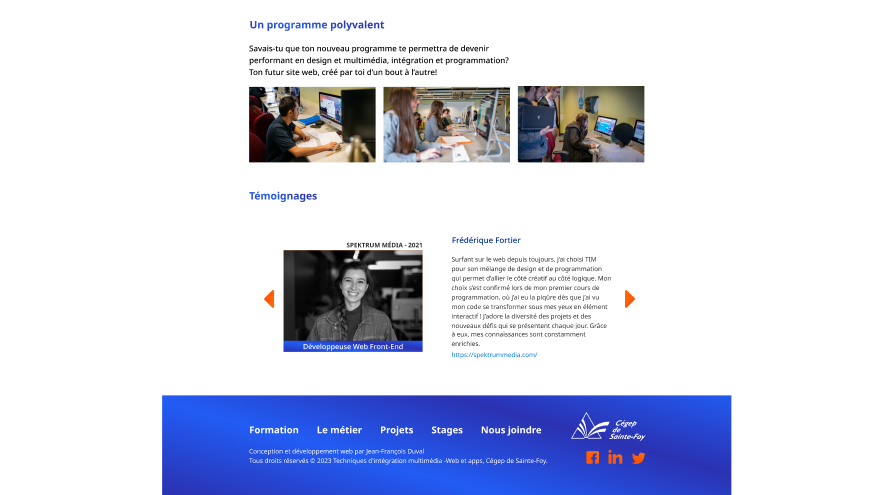 Un programme polyvalent
Savais-tu que ton nouveau programme te permettra de devenir
performant en design et multimédia, intégration et programmation?
Ton futur site web, créé par toi d'un bout à l'autre!
Témoignages
SPEKTRUM MÉDIA - 2021
Développeuse Web Front-End
Frédérique Fortier
Surfant sur le web depuis toujours, j'ai choisi TIM
pour son mélange de design et de programmation
qui permet d'allier le côté créatif au côté logique. Mon
choix s'est confirmé lors de mon premier cours de
programmation, où j'ai eu la piqûre dès que j'ai vu
mon code se transformer sous mes yeux en élément
interactif ! J'adore la diversité des projets et des
nouveaux défis qui se présentent chaque jour. Grâce
à eux, mes connaissances sont constamment
enrichies.
https://spektrummedia.com/
Formation Le métier Projets Stages Nous joindre
Conception et développement web par Jean-François Duval
Tous droits réservés © 2023 Techniques d'intégration multimédia -Web et apps, Cégep de Sainte-Foy.
Cégep
de
Sainte-Foy